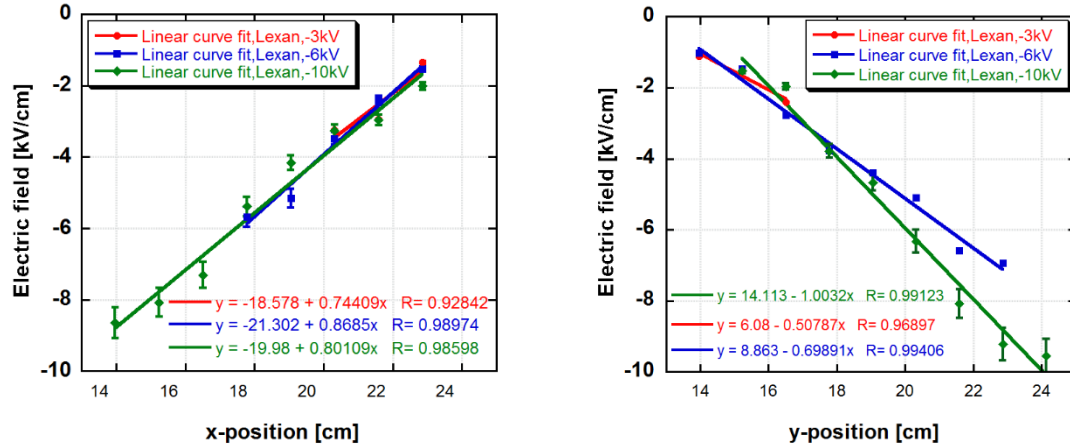 0
-2
-4
-6
-8
-10
Electric field [kV/cm]
Linear curve fit,Lexan,-3kV
Linear curve fit,Lexan,-6kV
Linear curve fit,Lexan,-10kV
y = -18.578 + 0.74409x R= 0.92842
y = -21.302 + 0.8685x R= 0.98974
y = -19.98 + 0.80109x R= 0.98598
14 16 18 20 22 24
x-position [cm]
0
-2
-4
-6
-8
-10
Electric field [kV/cm]
Linear curve fit,Lexan,-3kV
Linear curve fit,Lexan,-6kV
Linear curve fit,Lexan,-10kV
y = 14.113 - 1.0032x R= 0.99123
y = 6.08 - 0.50787x R= 0.96897
y = 8.863 - 0.69891x R= 0.99406
14 16 18 20 22 24
y-position [cm]